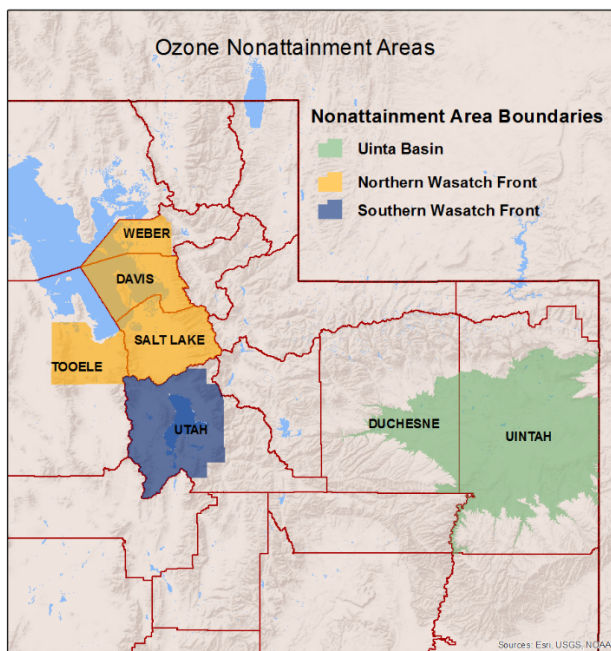 Ozone Nonattainment Areas
Nonattainment Area Boundaries
Uinta Basin
Northern Wasatch Front
Southern Wasatch Front
WEBER
DAVIS
SALT LAKE
TOOELE
UTAH
DUCHESNE
UINTAH
Sources: Esri, USGS, NOAA